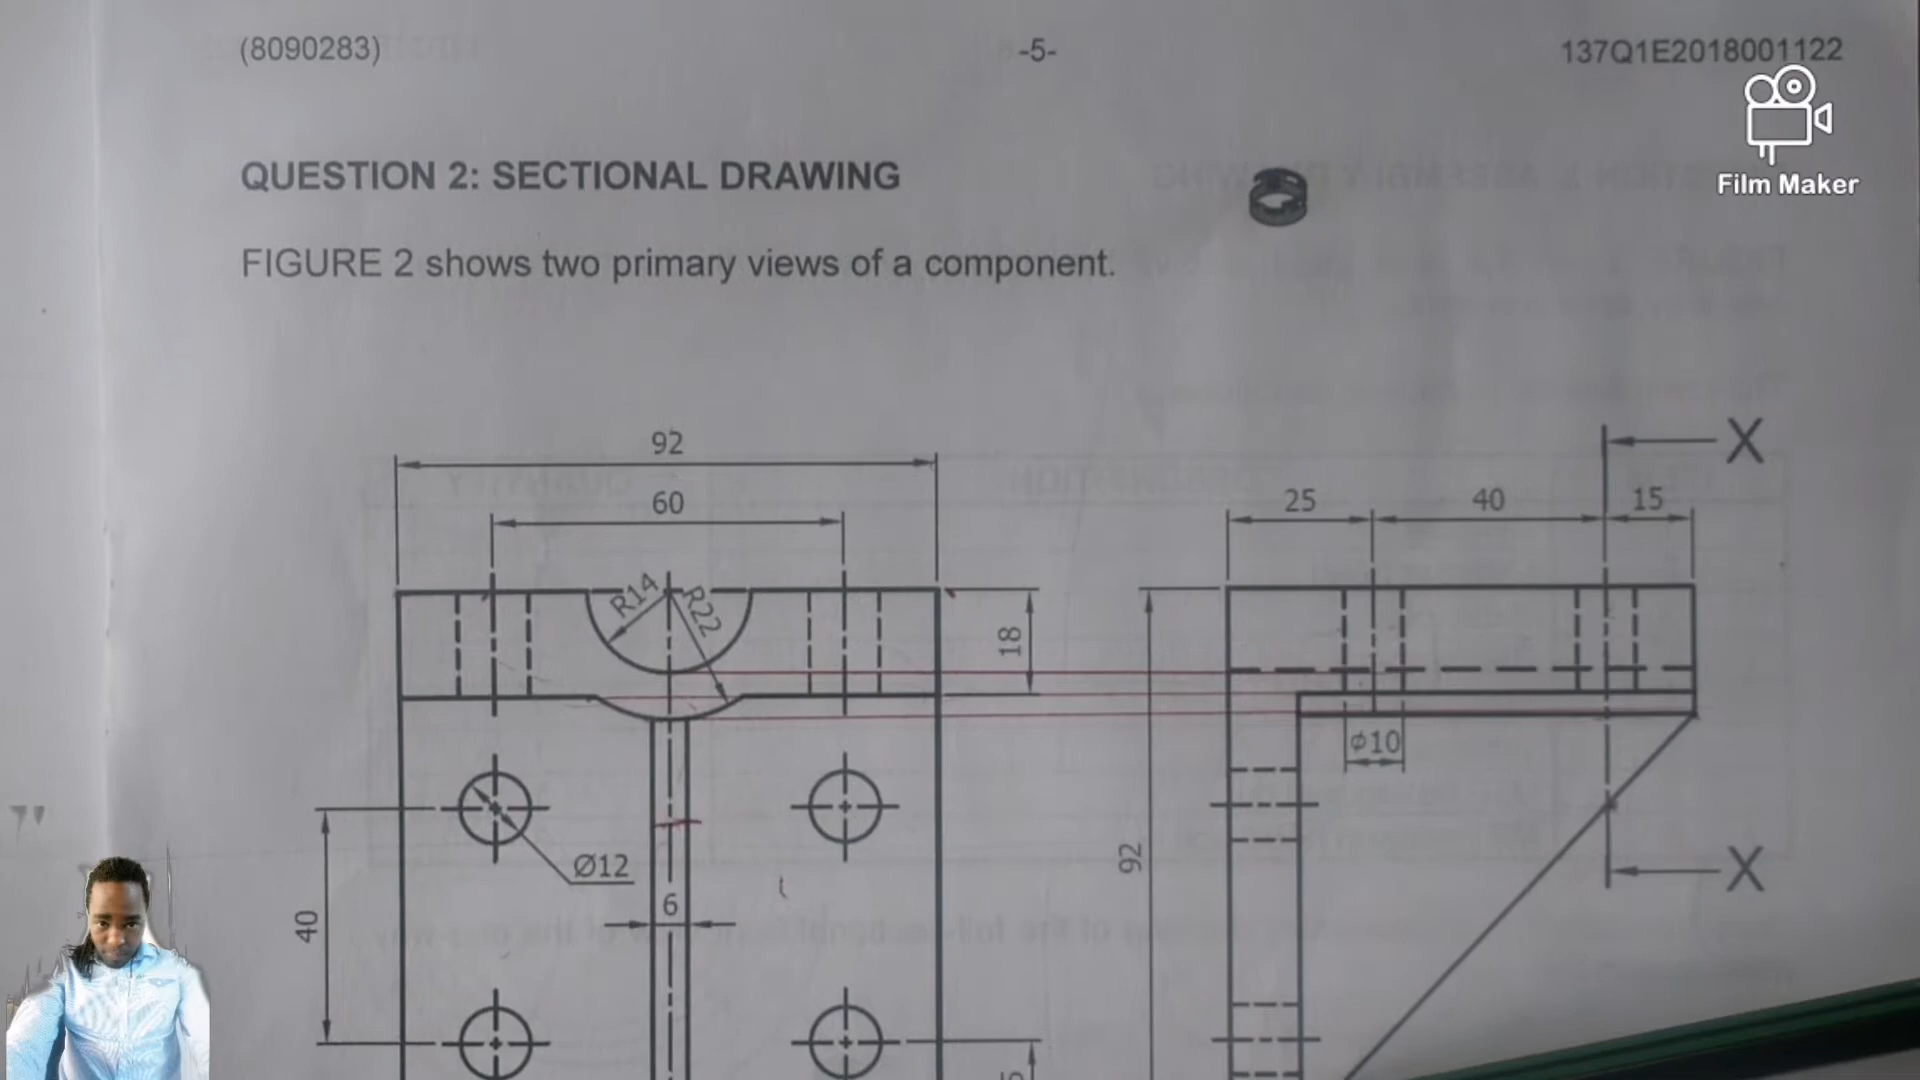 (8090283) -5- 137Q1E2018001122
Film Maker
QUESTION 2: SECTIONAL DRAWING
FIGURE 2 shows two primary views of a component.
92
60
R14
R22
18
Ø12
6
40
X
25 40 15
ø10
92
X